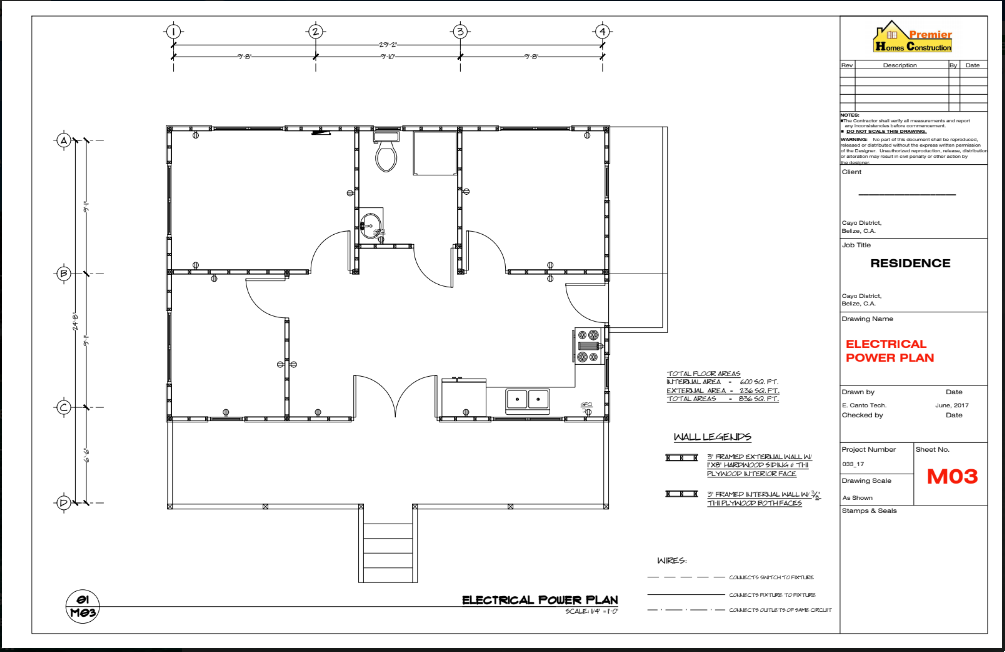 1 2 3 4
29'-2"
9'-8" 9'-10" 9'-8"
A
B
C
D
9'-1"
9'-1"
24'-8"
6'-6"
TOTAL FLOOR AREAS
INTERNAL AREA = 600 SQ. FT.
EXTERNAL AREA = 236 SQ. FT.
TOTAL AREAS = 836 SQ. FT.
WALL LEGENDS
3" FRAMED EXTERNAL WALL W/
1"X8" HARDWOOD SIDING & T111
PLYWOOD INTERIOR FACE
3" FRAMED INTERNAL WALL W/
T111 PLYWOOD BOTH FACES
WIRES:
CONNECTS SWITCH TO FIXTURE
CONNECTS FIXTURE TO FIXTURE
CONNECTS OUTLETS OF SAME CIRCUIT
01
M03
ELECTRICAL POWER PLAN
SCALE: 1/4" = 1'-0"
Premier
Homes Construction
Rev Description By Date
NOTES:
The Contractor shall verify all measurements and report
any inconsistencies before commencement.
DO NOT SCALE THIS DRAWING.
WARNING: No part of this document shall be reproduced,
released or distributed without the express written permission
of the Designer. Unauthorized reproduction, release, distribution
or alteration may result in civil penalty or other action by
the designer.
Client
Cayo District,
Belize, C.A.
Job Title
RESIDENCE
Cayo District,
Belize, C.A.
Drawing Name
ELECTRICAL
POWER PLAN
Drawn by Date
E. Canto Tech. June, 2017
Checked by Date
Project Number Sheet No.
033_17
M03
Drawing Scale
As Shown
Stamps & Seals